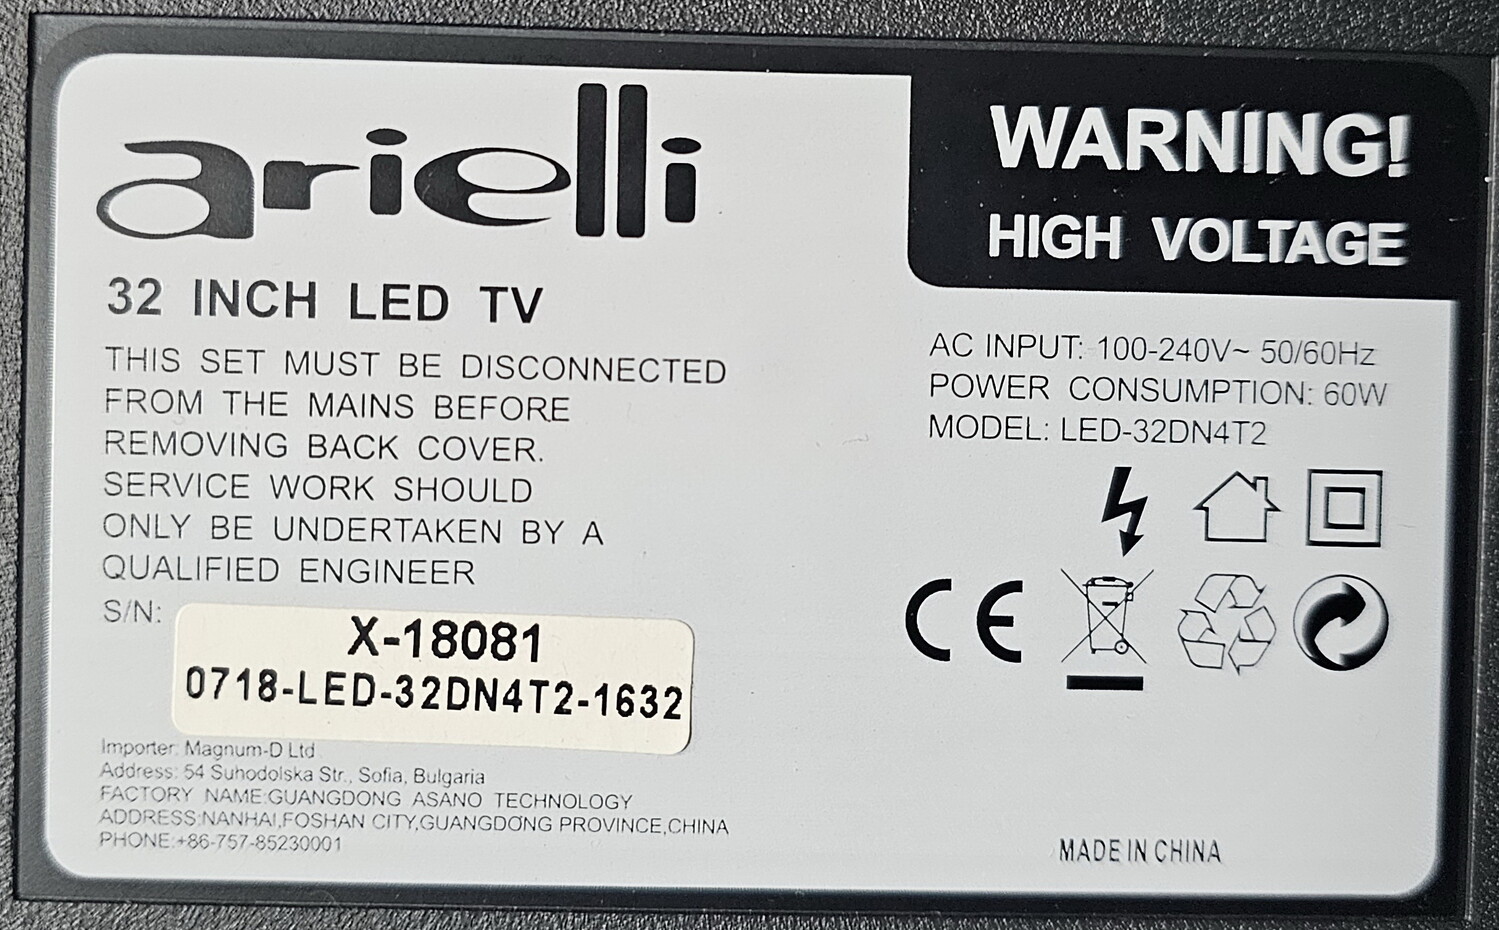 arielli
WARNING!
HIGH VOLTAGE
32 INCH LED TV
THIS SET MUST BE DISCONNECTED
FROM THE MAINS BEFORE
REMOVING BACK COVER.
SERVICE WORK SHOULD
ONLY BE UNDERTAKEN BY A
QUALIFIED ENGINEER
S/N:
X-18081
0718-LED-32DN4T2-1632
Importer: Magnum-D Ltd.
Address: 54 Suhodolska Str., Sofia, Bulgaria
FACTORY NAME:GUANGDONG ASANO TECHNOLOGY
ADDRESS:NANHAI,FOSHAN CITY,GUANGDONG PROVINCE,CHINA
PHONE:+86-757-85230001
AC INPUT: 100-240V~ 50/60Hz
POWER CONSUMPTION: 60W
MODEL: LED-32DN4T2
CE
MADE IN CHINA